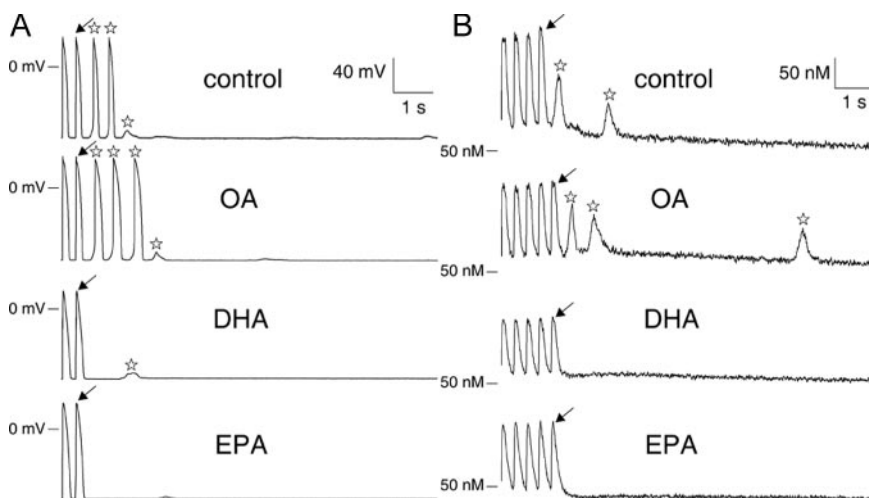 A
0 mV
control
40 mV
1 s
0 mV
OA
DHA
0 mV
EPA
0 mV
B
control
50 nM
1 s
50 nM
OA
50 nM
DHA
50 nM
EPA
50 nM